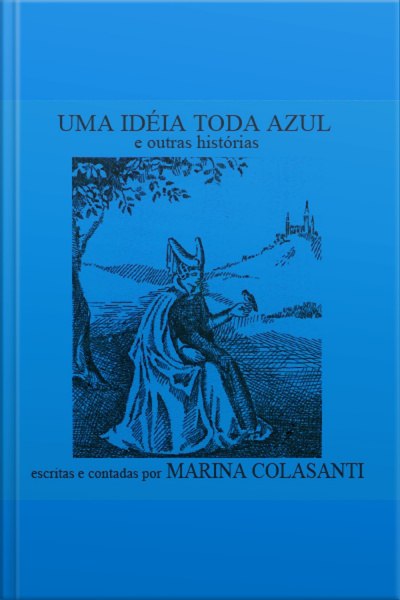 UMA IDÉIA TODA AZUL
e outras histórias
escritas e contadas por MARINA COLASANTI